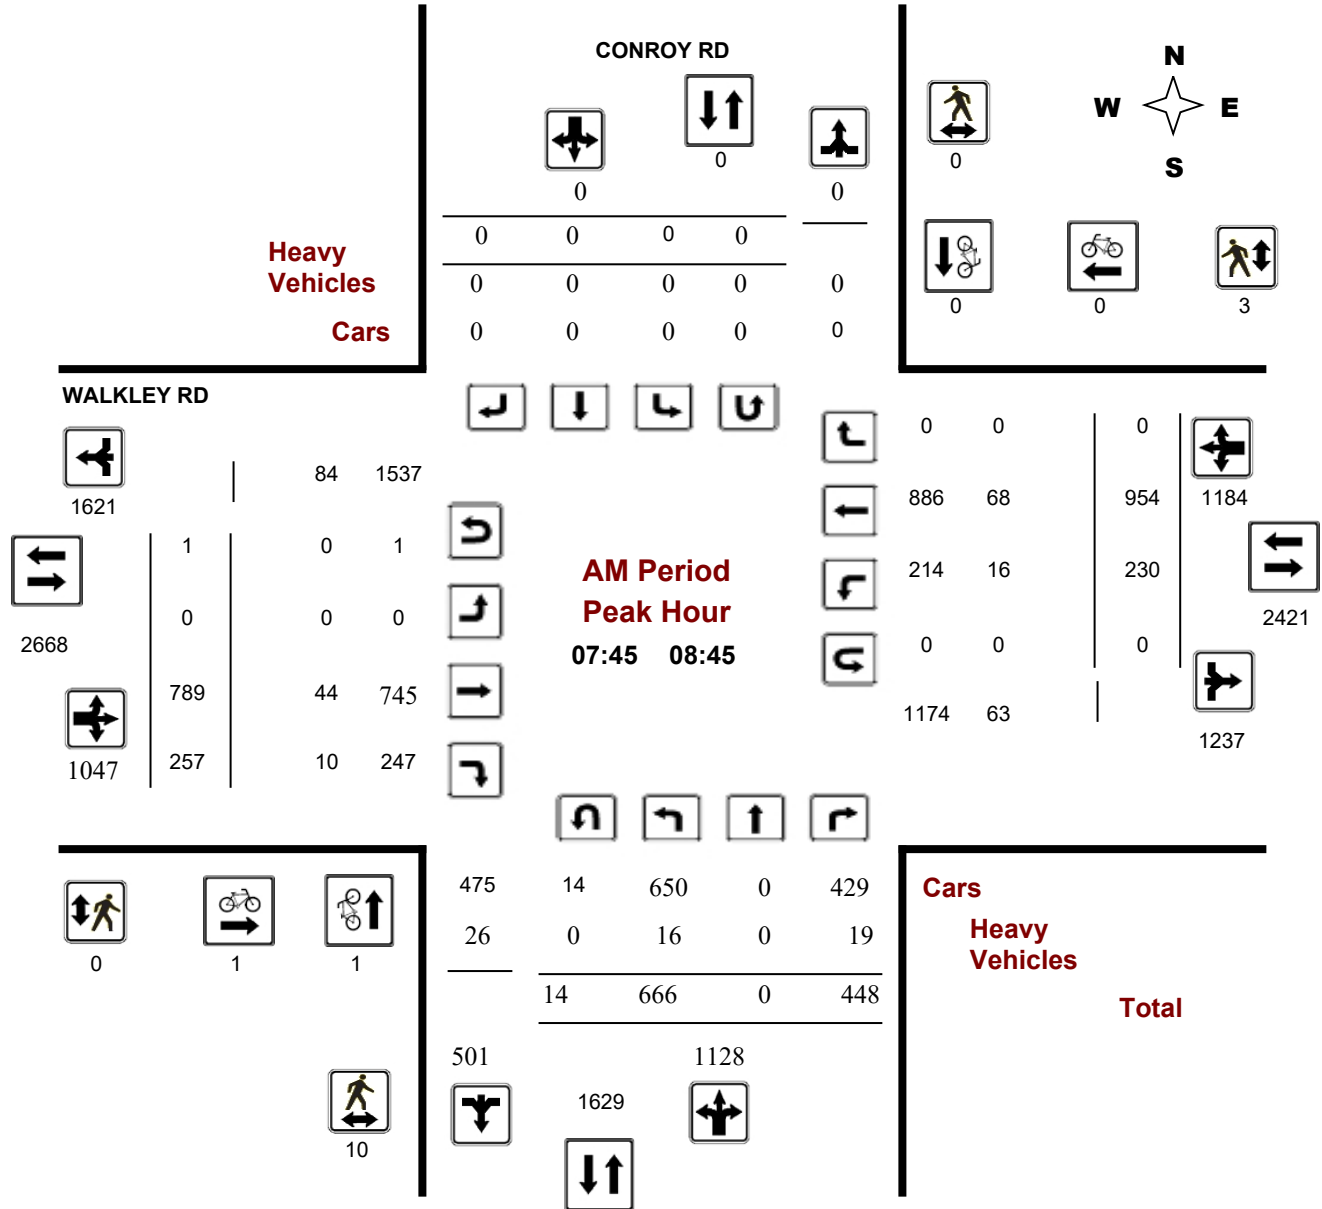 CONROY RD
N
W E
S
0
0
0 0
0
0 0 0 0
Heavy
Vehicles
0 0 0 0 0
0 0 3
Cars
0 0 0 0 0
WALKLEY RD
0 0 0
84 1537
1621
886 68 954 1184
1 0 1
AM Period
214 16 230
Peak Hour
0 0 0
2421
2668
07:45 08:45
0 0 0
789 44 745
1174 63
1237
1047 257 10 247
475 14 650 0 429
Cars
26 0 16 0 19
Heavy
Vehicles
0 1 1
14 666 0 448
Total
501 1128
1629
10